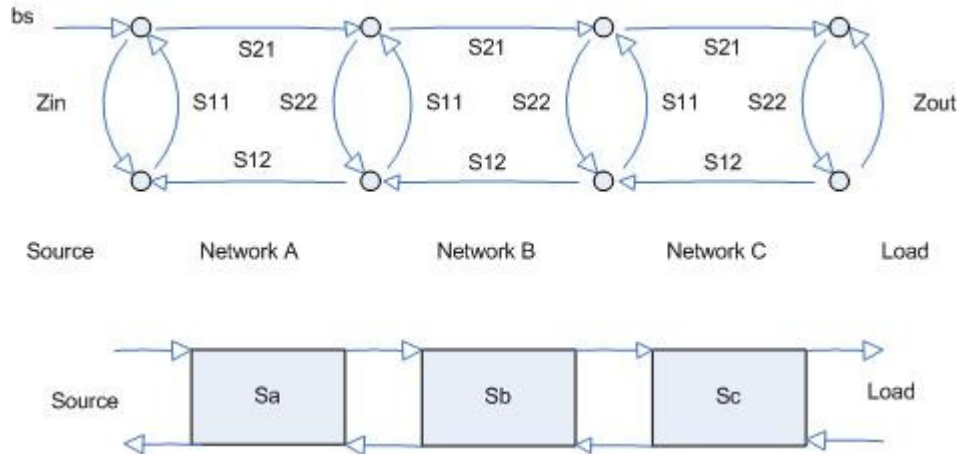 bs
S21 S21 S21
Zin S11 S22 S11 S22 S11 S22 Zout
S12 S12 S12
Source Network A Network B Network C Load
Source Sa Sb Sc Load